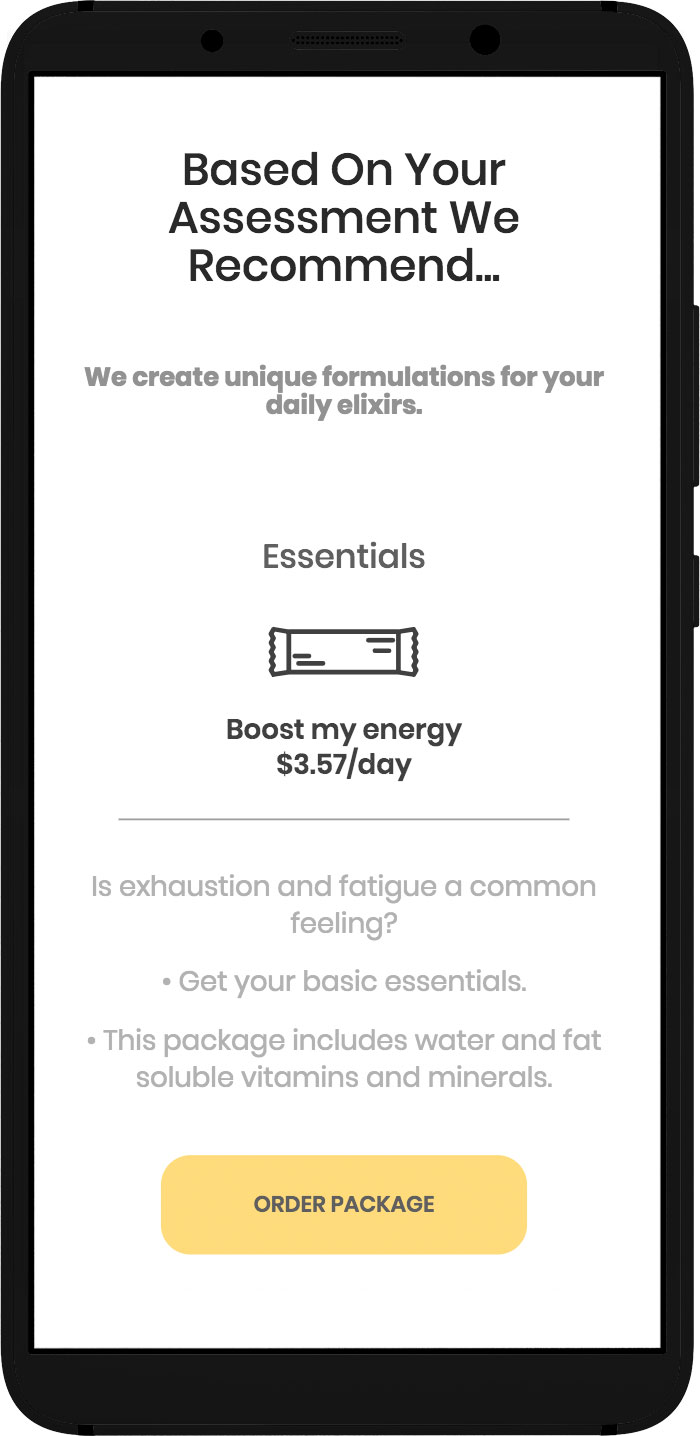 Based On Your
Assessment We
Recommend...
We create unique formulations for your
daily elixirs.
Essentials
Boost my energy
$3.57/day
Is exhaustion and fatigue a common
feeling?
• Get your basic essentials.
• This package includes water and fat
soluble vitamins and minerals.
ORDER PACKAGE